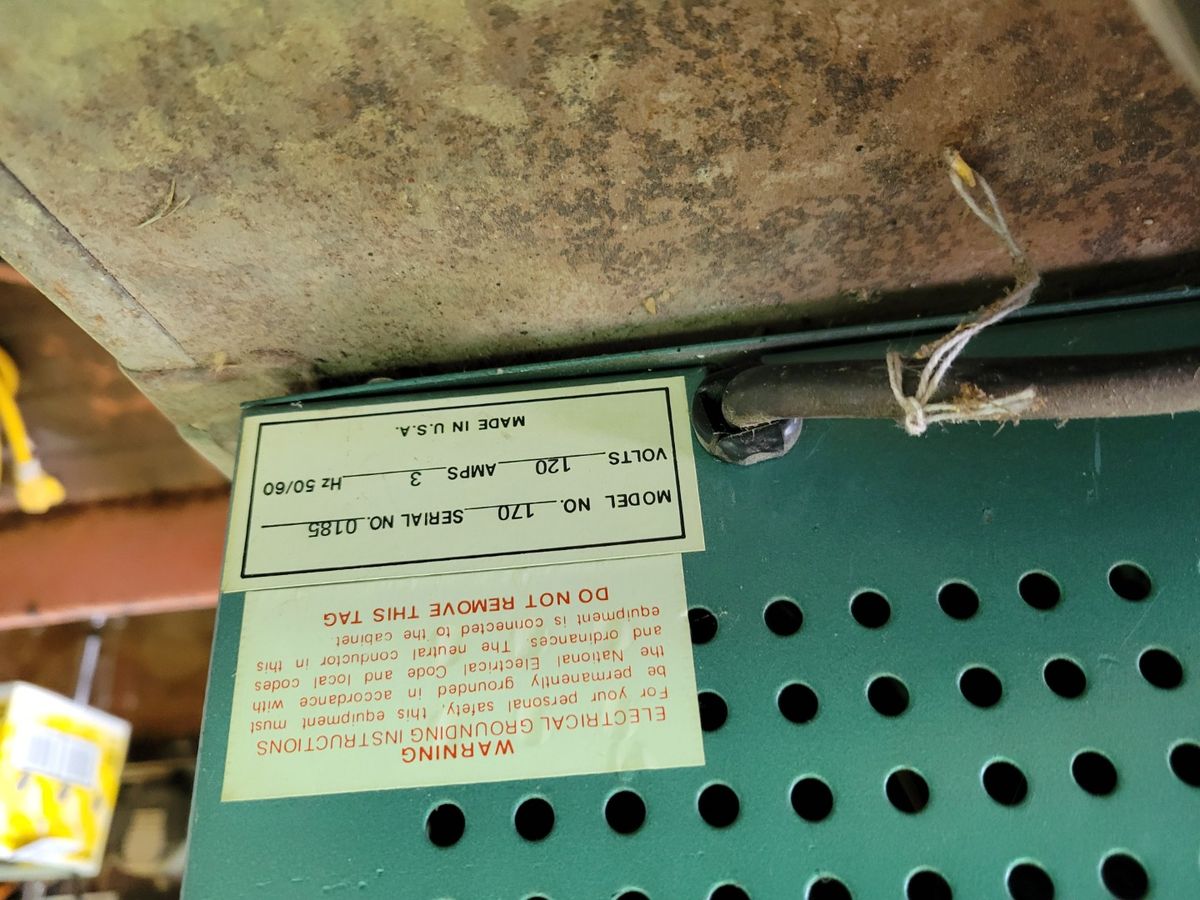 WARNING
ELECTRICAL GROUNDING INSTRUCTIONS
For your personal safety, this equipment must
be permanently grounded in accordance with
the National Electrical Code and local codes
and ordinances. The neutral conductor in this
equipment is connected to the cabinet.
DO NOT REMOVE THIS TAG
MODEL NO. 170 SERIAL NO. 0185
VOLTS 120 AMPS 3 Hz 50/60
MADE IN U.S.A.